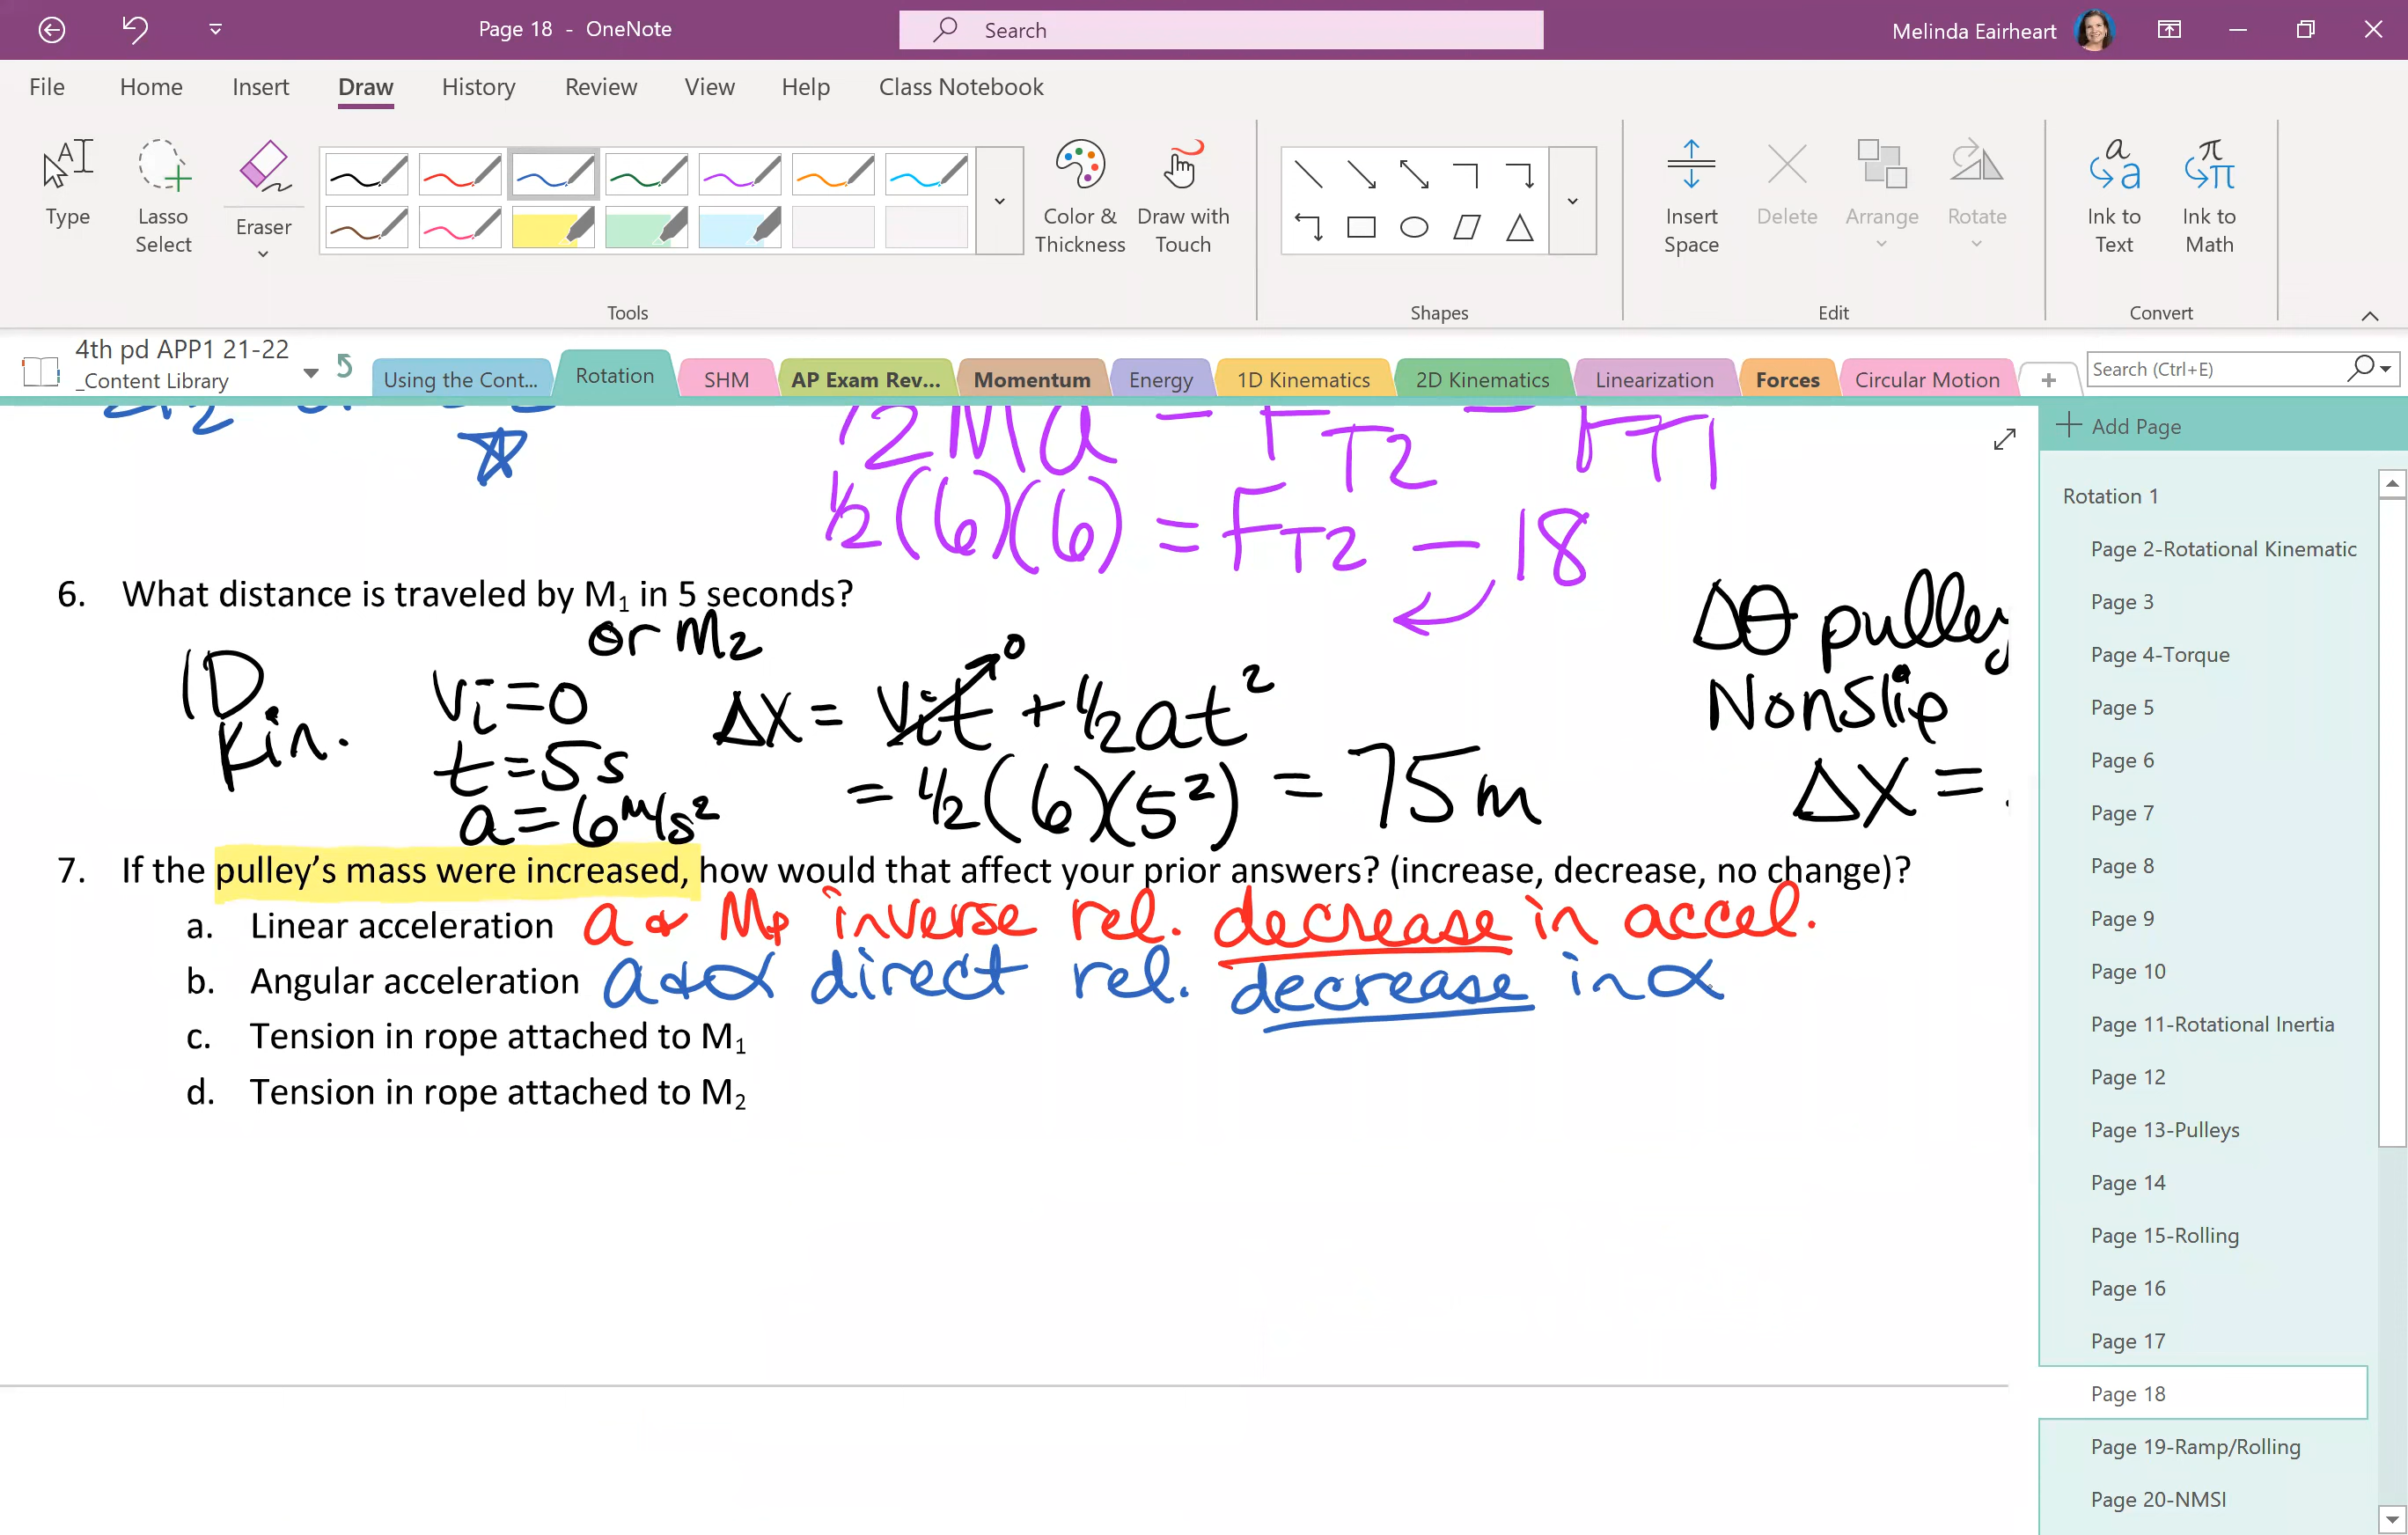 Page 18 - OneNote
Search
Melinda Eairheart
File Home Insert Draw History Review View Help Class Notebook
Type
Lasso Select
Eraser
Color & Thickness
Draw with Touch
Insert Space
Delete
Arrange
Rotate
Ink to Text
Ink to Math
Tools
Shapes
Edit
Convert
4th pd APP1 21-22
_Content Library
Using the Cont... Rotation SHM AP Exam Rev... Momentum Energy 1D Kinematics 2D Kinematics Linearization Forces Circular Motion
Search (Ctrl+E)
½Ma = FT2 - FT1
½(6)(6) = FT2 - 18
6. What distance is traveled by M₁ in 5 seconds?
or M₂
1D Kin.
vi=0
t=5s
a=6 m/s²
Δx = vit + ½at²
0
= ½(6)(5²) = 75m
Δθ pulley
Nonslip
Δx =
7. If the pulley's mass were increased, how would that affect your prior answers? (increase, decrease, no change)?
a. Linear acceleration a & Mp inverse rel. decrease in accel.
b. Angular acceleration a & α direct rel. decrease in α
c. Tension in rope attached to M₁
d. Tension in rope attached to M₂
Add Page
Rotation 1
Page 2-Rotational Kinematic
Page 3
Page 4-Torque
Page 5
Page 6
Page 7
Page 8
Page 9
Page 10
Page 11-Rotational Inertia
Page 12
Page 13-Pulleys
Page 14
Page 15-Rolling
Page 16
Page 17
Page 18
Page 19-Ramp/Rolling
Page 20-NMSI